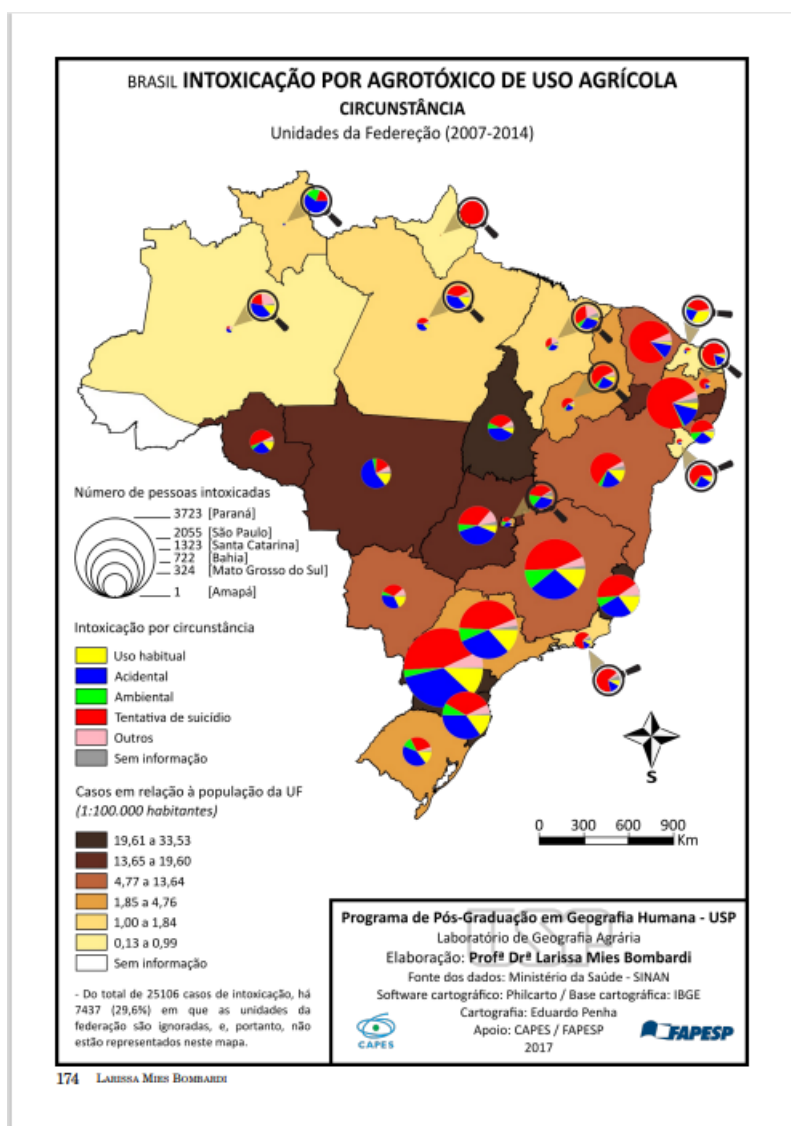 BRASIL INTOXICAÇÃO POR AGROTÓXICO DE USO AGRÍCOLA
CIRCUNSTÂNCIA
Unidades da Federeção (2007-2014)
Número de pessoas intoxicadas
3723 [Paraná]
2055 [São Paulo]
1323 [Santa Catarina]
722 [Bahia]
324 [Mato Grosso do Sul]
1 [Amapá]
Intoxicação por circunstância
Uso habitual
Acidental
Ambiental
Tentativa de suicídio
Outros
Sem informação
Casos em relação à população da UF
(1:100.000 habitantes)
19,61 a 33,53
13,65 a 19,60
4,77 a 13,64
1,85 a 4,76
1,00 a 1,84
0,13 a 0,99
Sem informação
- Do total de 25106 casos de intoxicação, há
7437 (29,6%) em que as unidades da
federação são ignoradas, e, portanto, não
estão representados neste mapa.
S
0 300 600 900
Km
USP
Programa de Pós-Graduação em Geografia Humana - USP
Laboratório de Geografia Agrária
Elaboração: Profª Drª Larissa Mies Bombardi
Fonte dos dados: Ministério da Saúde - SINAN
Software cartográfico: Philcarto / Base cartográfica: IBGE
Cartografia: Eduardo Penha
Apoio: CAPES / FAPESP
2017
CAPES
FAPESP
174 LARISSA MIES BOMBARDI